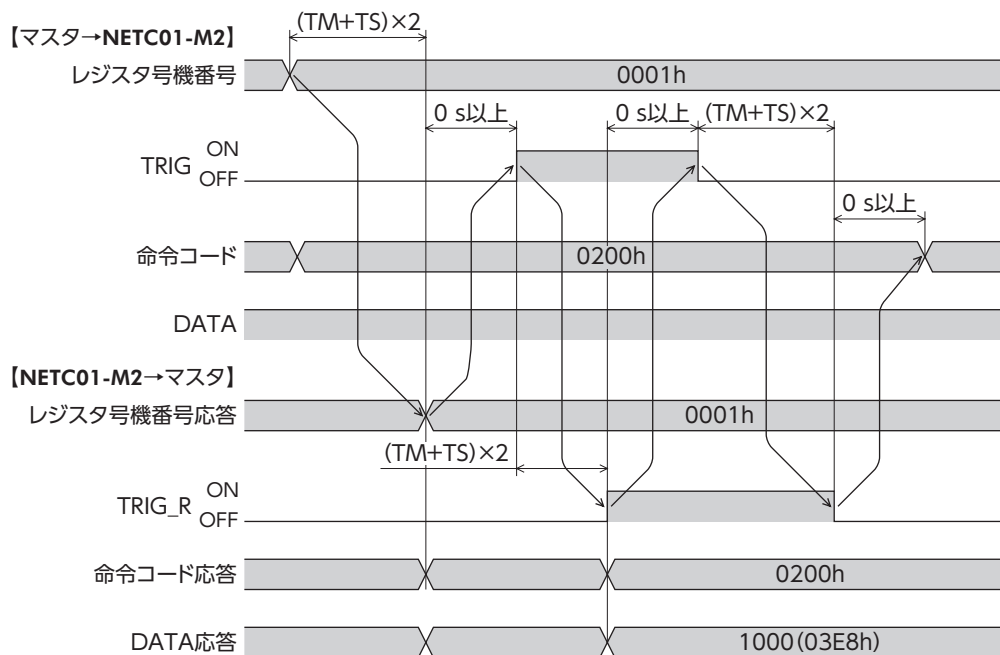 (TM+TS)×2
【マスタ→NETC01-M2】
レジスタ号機番号
0001h
0 s以上
0 s以上
(TM+TS)×2
TRIG
ON
OFF
0 s以上
命令コード
0200h
DATA
【NETC01-M2→マスタ】
レジスタ号機番号応答
0001h
(TM+TS)×2
TRIG_R
ON
OFF
命令コード応答
0200h
DATA応答
1000(03E8h)